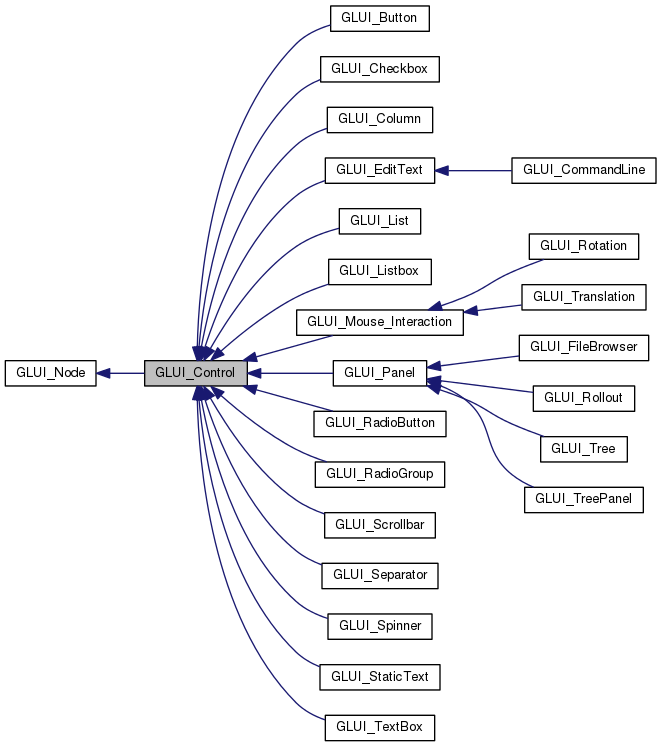 GLUI_Button
GLUI_Checkbox
GLUI_Column
GLUI_EditText
GLUI_CommandLine
GLUI_List
GLUI_Rotation
GLUI_Listbox
GLUI_Translation
GLUI_Mouse_Interaction
GLUI_FileBrowser
GLUI_Node
GLUI_Control
GLUI_Panel
GLUI_Rollout
GLUI_RadioButton
GLUI_Tree
GLUI_RadioGroup
GLUI_TreePanel
GLUI_Scrollbar
GLUI_Separator
GLUI_Spinner
GLUI_StaticText
GLUI_TextBox